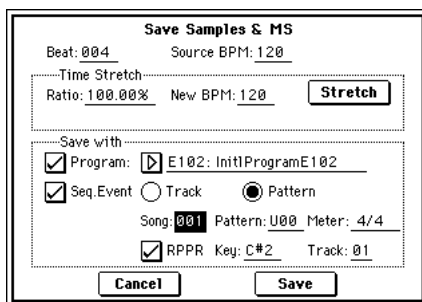 Save Samples & MS
Beat: 004 Source BPM: 120
Time Stretch
Ratio: 100.00% New BPM: 120 Stretch
Save with
Program: E102: InitlProgramE102
Seq.Event Track Pattern
Song: 001 Pattern: U00 Meter: 4/4
RPPR Key: C#2 Track: 01
Cancel Save